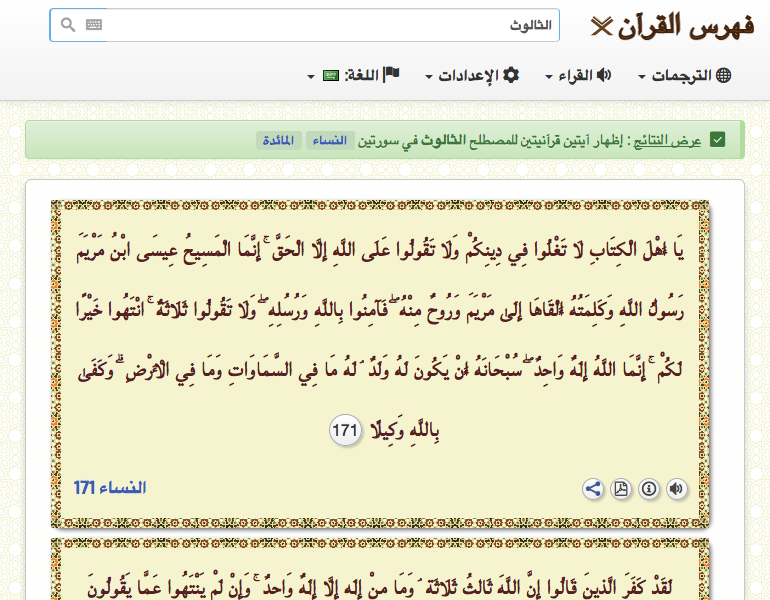 فهرس القرآن
الثالوث
الترجمات
القراء
الإعدادات
اللغة:
عرض النتائج : إظهار آيتين قرآنيتين للمصطلح الثالوث في سورتين النساء المائدة
يَا أَهْلَ الْكِتَابِ لَا تَغْلُوا فِي دِينِكُمْ وَلَا تَقُولُوا عَلَى اللَّهِ إِلَّا الْحَقَّ ۚ إِنَّمَا الْمَسِيحُ عِيسَى ابْنُ مَرْيَمَ
رَسُولُ اللَّهِ وَكَلِمَتُهُ أَلْقَاهَا إِلَىٰ مَرْيَمَ وَرُوحٌ مِنْهُ ۖ فَآمِنُوا بِاللَّهِ وَرُسُلِهِ ۖ وَلَا تَقُولُوا ثَلَاثَةٌ ۚ انْتَهُوا خَيْرًا
لَكُمْ ۚ إِنَّمَا اللَّهُ إِلَٰهٌ وَاحِدٌ ۖ سُبْحَانَهُ أَنْ يَكُونَ لَهُ وَلَدٌ ۘ لَهُ مَا فِي السَّمَاوَاتِ وَمَا فِي الْأَرْضِ ۗ وَكَفَىٰ
بِاللَّهِ وَكِيلًا 171
النساء 171
لَقَدْ كَفَرَ الَّذِينَ قَالُوا إِنَّ اللَّهَ ثَالِثُ ثَلَاثَةٍ ۘ وَمَا مِنْ إِلَٰهٍ إِلَّا إِلَٰهٌ وَاحِدٌ ۚ وَإِنْ لَمْ يَنْتَهُوا عَمَّا يَقُولُونَ